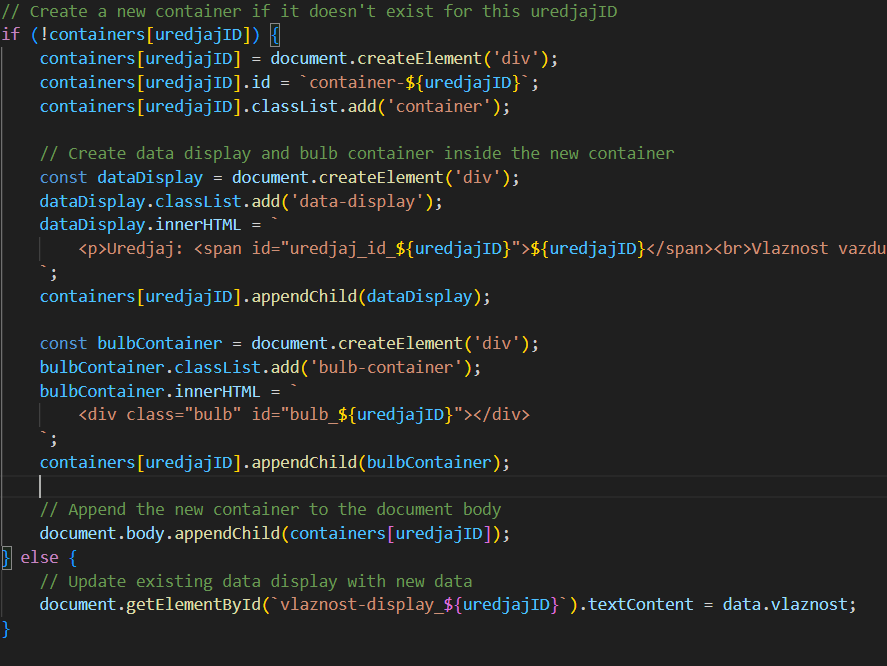 // Create a new container if it doesn't exist for this uredjajID
if (!containers[uredjajID]) {
    containers[uredjajID] = document.createElement('div');
    containers[uredjajID].id = `container-${uredjajID}`;
    containers[uredjajID].classList.add('container');

    // Create data display and bulb container inside the new container
    const dataDisplay = document.createElement('div');
    dataDisplay.classList.add('data-display');
    dataDisplay.innerHTML = `
        <p>Uredjaj: <span id="uredjaj_id_${uredjajID}">${uredjajID}</span><br>Vlaznost vazdu
    `;
    containers[uredjajID].appendChild(dataDisplay);

    const bulbContainer = document.createElement('div');
    bulbContainer.classList.add('bulb-container');
    bulbContainer.innerHTML = `
        <div class="bulb" id="bulb_${uredjajID}"></div>
    `;
    containers[uredjajID].appendChild(bulbContainer);

    // Append the new container to the document body
    document.body.appendChild(containers[uredjajID]);
} else {
    // Update existing data display with new data
    document.getElementById(`vlaznost-display_${uredjajID}`).textContent = data.vlaznost;
}